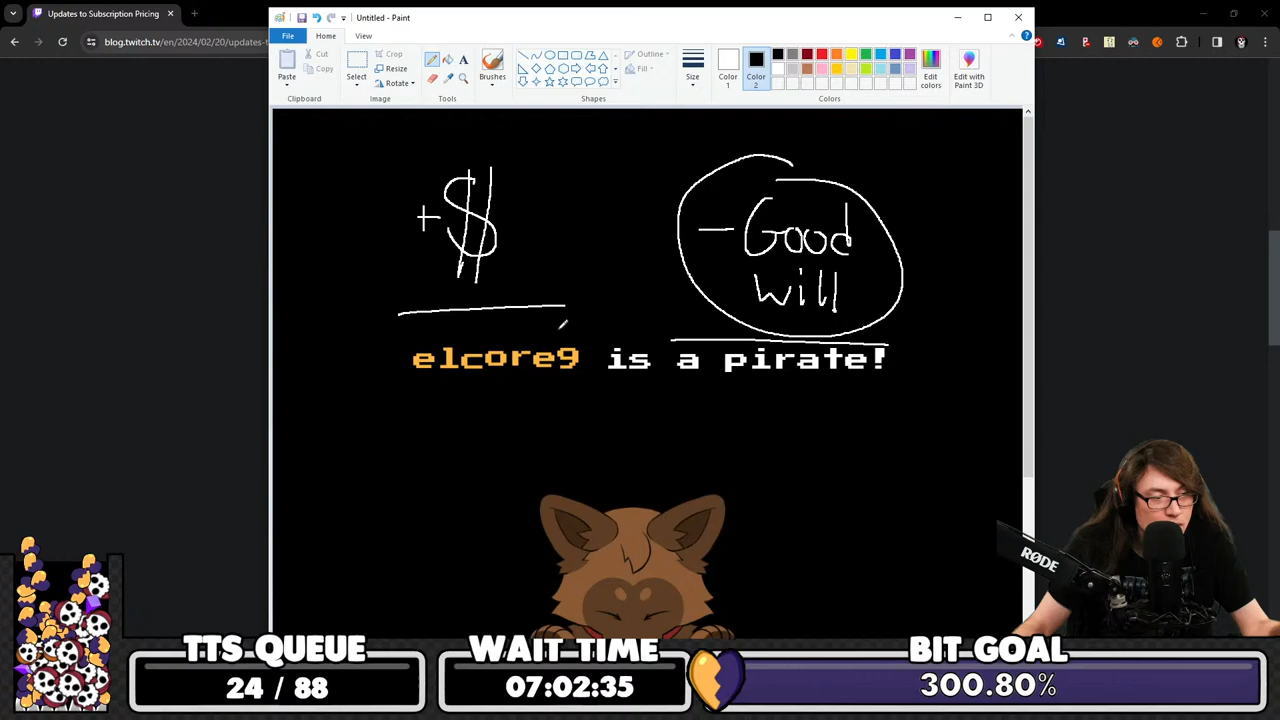 Updates to Subscription Pricing
Untitled - Paint
blog.twitch.tv/en/2024/02/20/updates-t
File
Home
View
Paste
Cut
Copy
Clipboard
Select
Crop
Resize
Rotate
Image
A
Tools
Brushes
Shapes
Outline
Fill
Size
Color 1
Color 2
Edit colors
Edit with Paint 3D
Colors
+$
- Good
will
elcore9 is a pirate!
RØDE
TTS QUEUE
24 / 88
WAIT TIME
07:02:35
BIT GOAL
300.80%